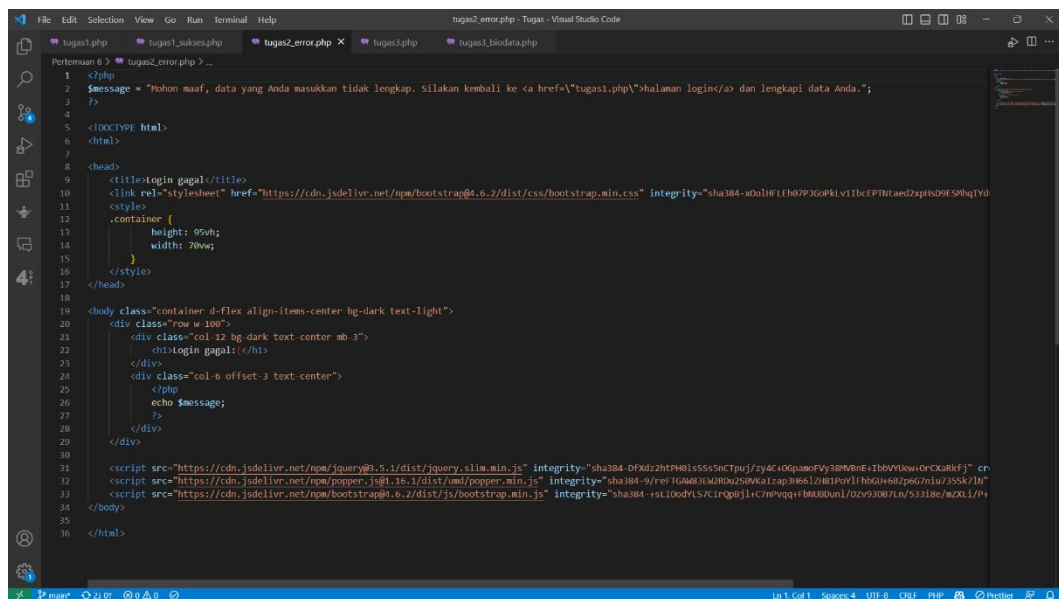 File Edit Selection View Go Run Terminal Help tugas2_error.php - Tugas - Visual Studio Code
tugas1.php tugas1_sukses.php tugas2_error.php tugas3.php tugas3_biodata.php
Pertemuan 6 > tugas2_error.php > ...
1 <?php
2 $message = "Mohon maaf, data yang Anda masukkan tidak lengkap. Silakan kembali ke <a href=\"tugas1.php\">halaman login</a> dan lengkapi data Anda.";
3 ?>
4
5 <!DOCTYPE html>
6 <html>
7
8 <head>
9 <title>Login gagal</title>
10 <link rel="stylesheet" href="https://cdn.jsdelivr.net/npm/bootstrap@4.6.2/dist/css/bootstrap.min.css" integrity="sha384-xOolHFLEh07PJGoPkLv1IbcEPTNtaed2xpHsD9ESMhqIYd
11 <style>
12 .container {
13 height: 95vh;
14 width: 70vw;
15 }
16 </style>
17 </head>
18
19 <body class="container d-flex align-items-center bg-dark text-light">
20 <div class="row w-100">
21 <div class="col-12 bg-dark text-center mb-3">
22 <h1>Login gagal:(</h1>
23 </div>
24 <div class="col-6 offset-3 text-center">
25 <?php
26 echo $message;
27 ?>
28 </div>
29 </div>
30
31 <script src="https://cdn.jsdelivr.net/npm/jquery@3.5.1/dist/jquery.slim.min.js" integrity="sha384-DfXdz2htPH0lsSSs5nCTpuj/zy4C+OGpamoFVy38MVBnE+IbbVYUew+OrCXaRkfj" cr
32 <script src="https://cdn.jsdelivr.net/npm/popper.js@1.16.1/dist/umd/popper.min.js" integrity="sha384-9/reFTGAW83EW2RDu2S0VKaIzap3H66lZH81PoYlFhbGU+6BZp6G7niu735Sk7lN"
33 <script src="https://cdn.jsdelivr.net/npm/bootstrap@4.6.2/dist/js/bootstrap.min.js" integrity="sha384-+sLIOodYLS7CIrQpBjl+C7nPvqq+FbNUBDunl/OZv93DB7Ln/533i8e/mZXLi/P+
34 </body>
35
36 </html>
main* 2↓ 0↑ 0 0 Ln 1, Col 1 Spaces: 4 UTF-8 CRLF PHP Prettier